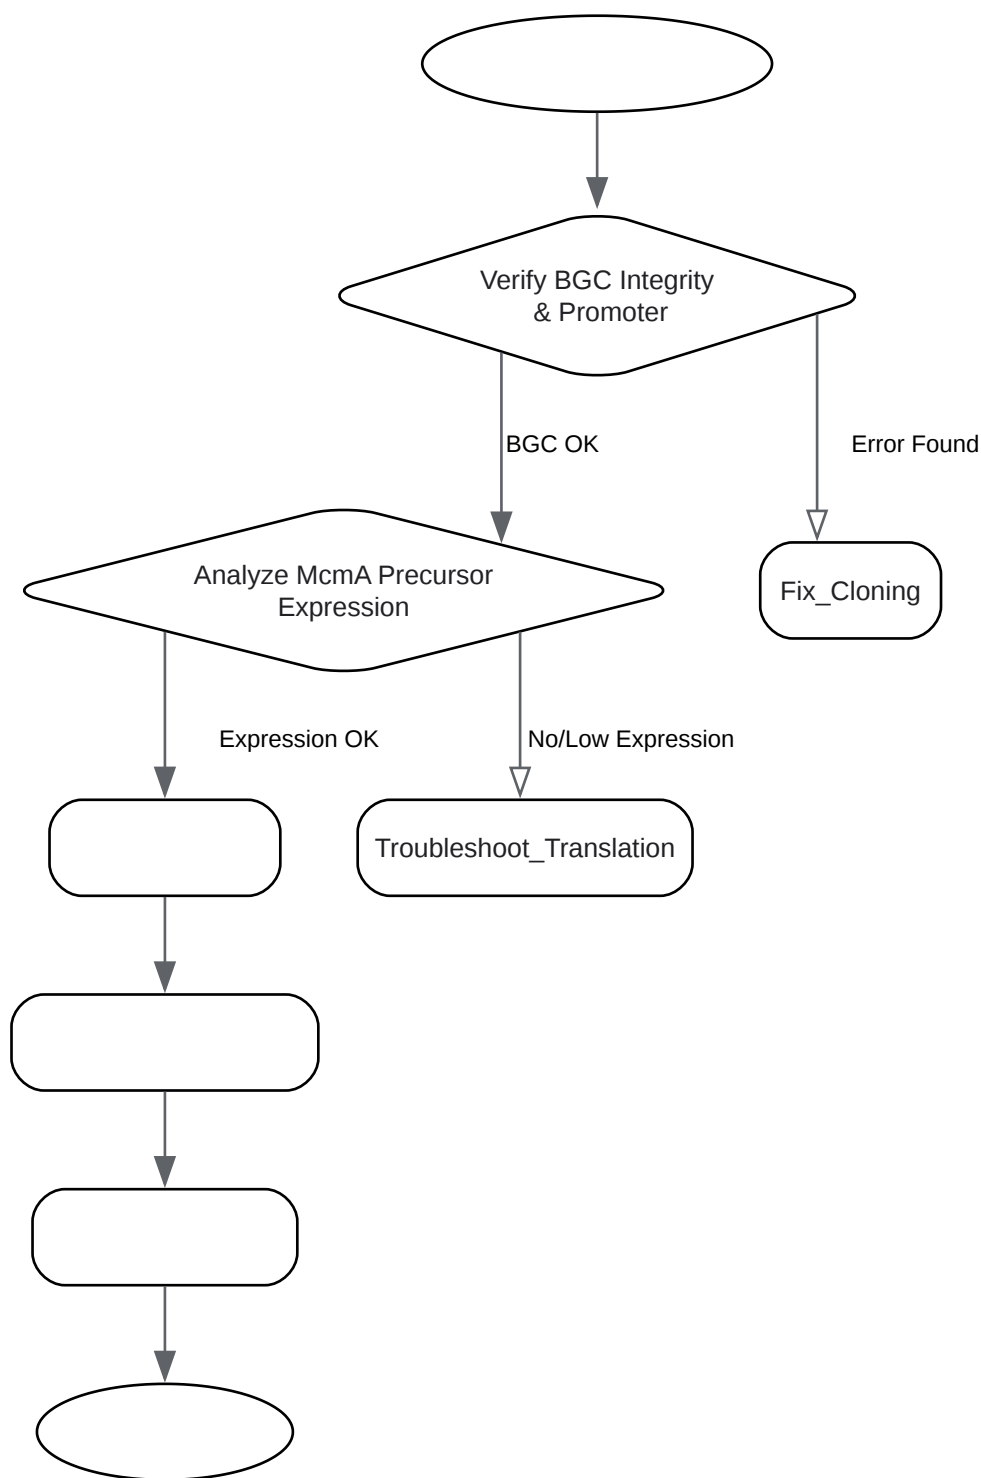 Verify BGC Integrity
& Promoter
BGC OK
Error Found
Analyze McmA Precursor
Expression
Fix_Cloning
Expression OK
No/Low Expression
Troubleshoot_Translation